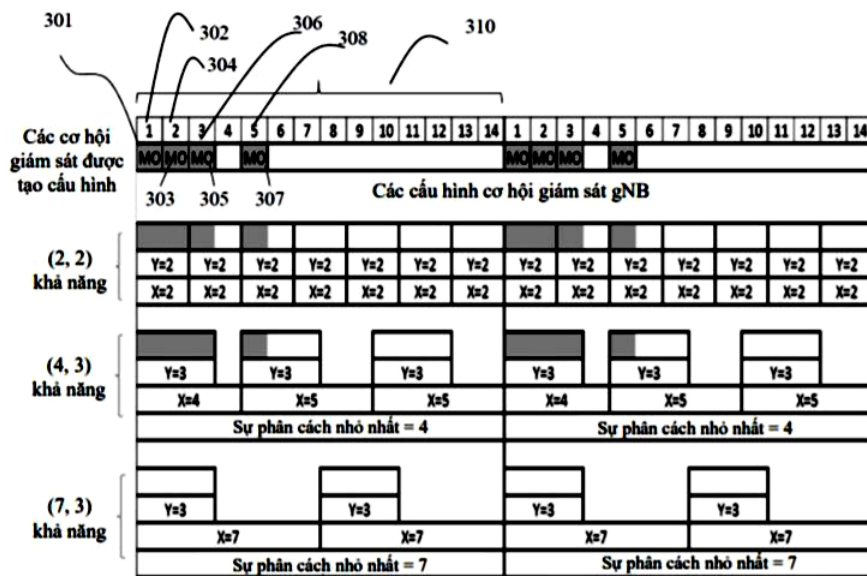 301
302
304
306
308
310
Các cơ hội
giám sát được
tạo cấu hình
1 2 3 4 5 6 7 8 9 10 11 12 13 14 1 2 3 4 5 6 7 8 9 10 11 12 13 14
MO MO MO MO MO MO MO MO
303 305 307
Các cấu hình cơ hội giám sát gNB
(2, 2)
khả năng
Y=2 Y=2 Y=2 Y=2 Y=2 Y=2 Y=2 Y=2 Y=2 Y=2 Y=2 Y=2 Y=2 Y=2
X=2 X=2 X=2 X=2 X=2 X=2 X=2 X=2 X=2 X=2 X=2 X=2 X=2 X=2
(4, 3)
khả năng
Y=3 Y=3 Y=3 Y=3 Y=3 Y=3
X=4 X=5 X=5 X=4 X=5 X=5
Sự phân cách nhỏ nhất = 4 Sự phân cách nhỏ nhất = 4
(7, 3)
khả năng
Y=3 Y=3 Y=3 Y=3
X=7 X=7 X=7 X=7
Sự phân cách nhỏ nhất = 7 Sự phân cách nhỏ nhất = 7